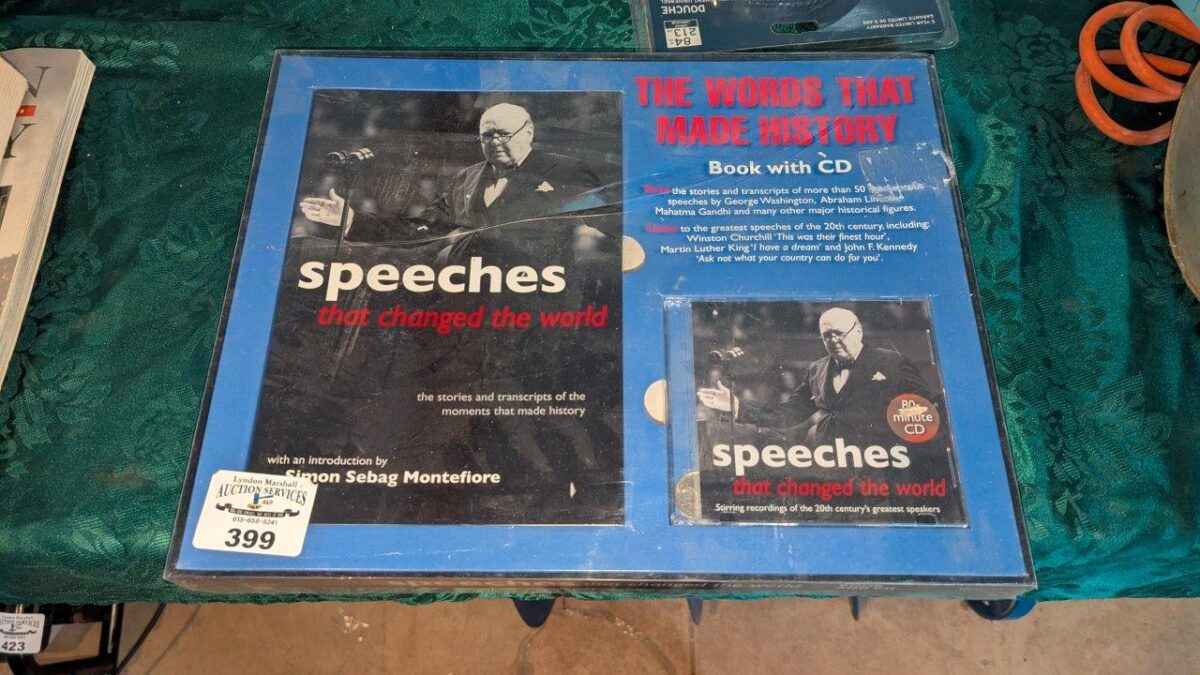 DOUCHE
84
213
THE WORDS THAT
MADE HISTORY
Book with CD
the stories and transcripts of more than 50
speeches by George Washington, Abraham Lincoln,
Mahatma Gandhi and many other major historical figures.
to the greatest speeches of the 20th century, including:
Winston Churchill 'This was their finest hour',
Martin Luther King 'I have a dream' and John F. Kennedy
'Ask not what your country can do for you'.
speeches
that changed the world
the stories and transcripts of the
moments that made history
with an introduction by
Simon Sebag Montefiore
80-
minute
CD
speeches
that changed the world
Stirring recordings of the 20th century's greatest speakers
Lyndon Marshall
AUCTION SERVICES
399
AUCTION SERVICES
423